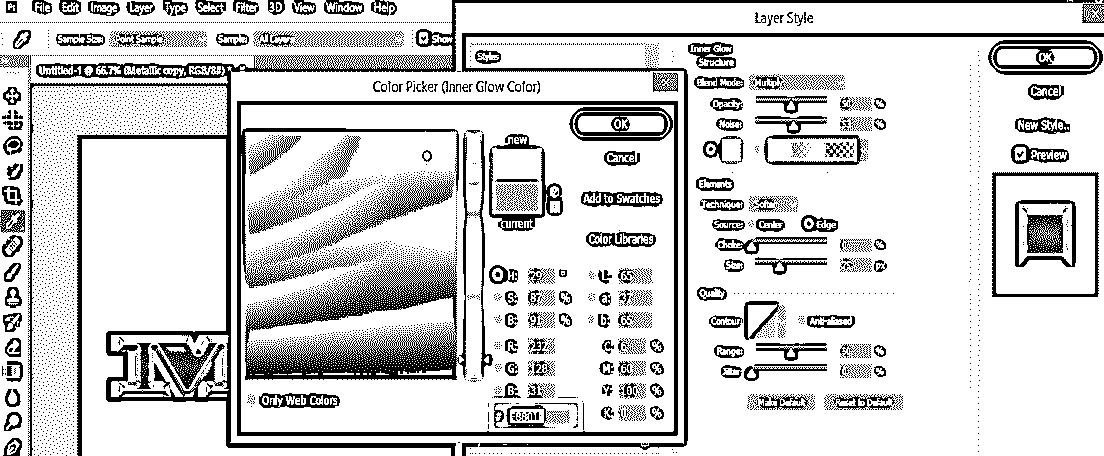 File Edit Image Layer Type Select Filter 3D View Window Help
Sample Size: Point Sample Sample: All Layers Show
Untitled-1 @ 66.7% (Metallic copy, RGB/8#) *
Layer Style
Styles
Inner Glow
Structure
Blend Mode: Multiply
Opacity: 50 %
Noise: %
Elements
Technique: Softer
Source: Center Edge
Choke: %
Size: px
Quality
Contour: Anti-aliased
Range: %
Jitter: %
Make Default Reset to Default
OK
Cancel
New Style...
Preview
Color Picker (Inner Glow Color)
new
current
OK
Cancel
Add to Swatches
Color Libraries
H: 29 °
S: 87 %
B: 91 %
R: 232
G: 128
B: 31
L: 65
a: 37
b: 65
C: %
M: 60 %
Y: 100 %
K: 0 %
Only Web Colors
#